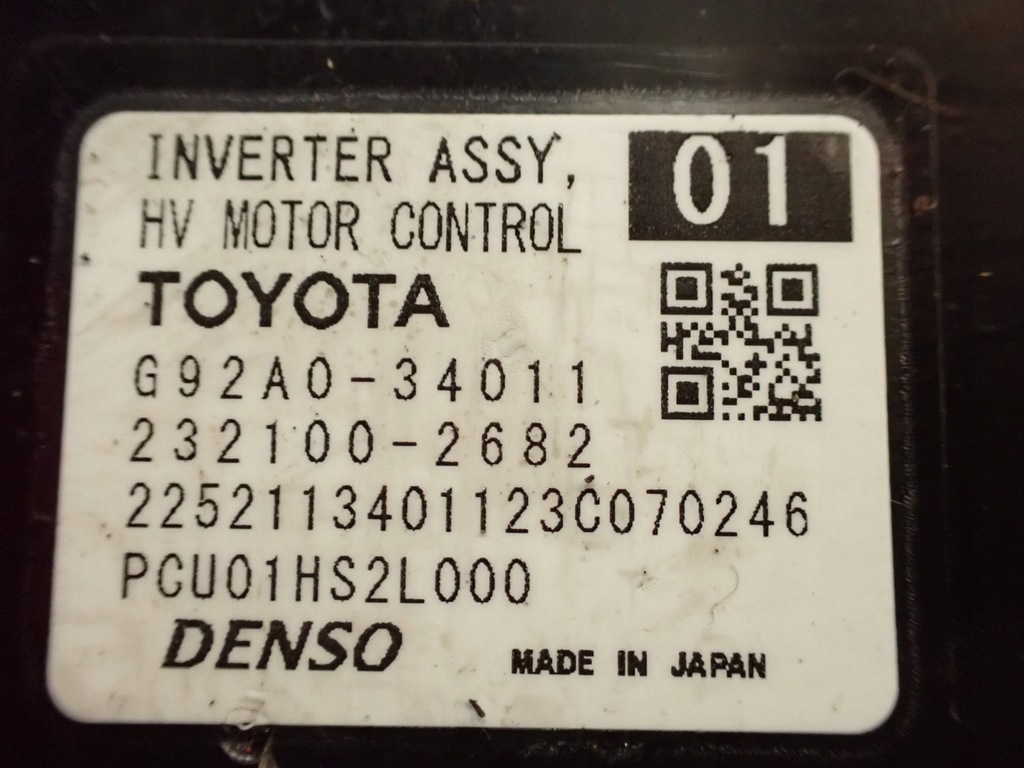 INVERTER ASSY,
HV MOTOR CONTROL
01
TOYOTA
G92A0-34011
232100-2682
2252113401123C070246
PCU01HS2L000
DENSO
MADE IN JAPAN